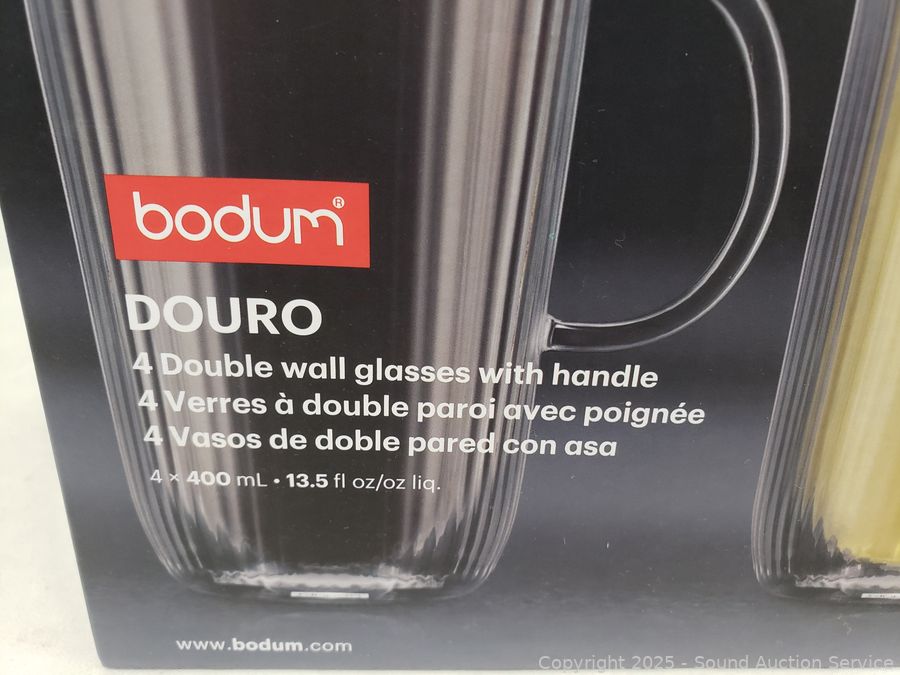 bodum®
DOURO
4 Double wall glasses with handle
4 Verres à double paroi avec poignée
4 Vasos de doble pared con asa
4 × 400 mL • 13.5 fl oz/oz liq.
www.bodum.com
Copyright 2025 - Sound Auction Service